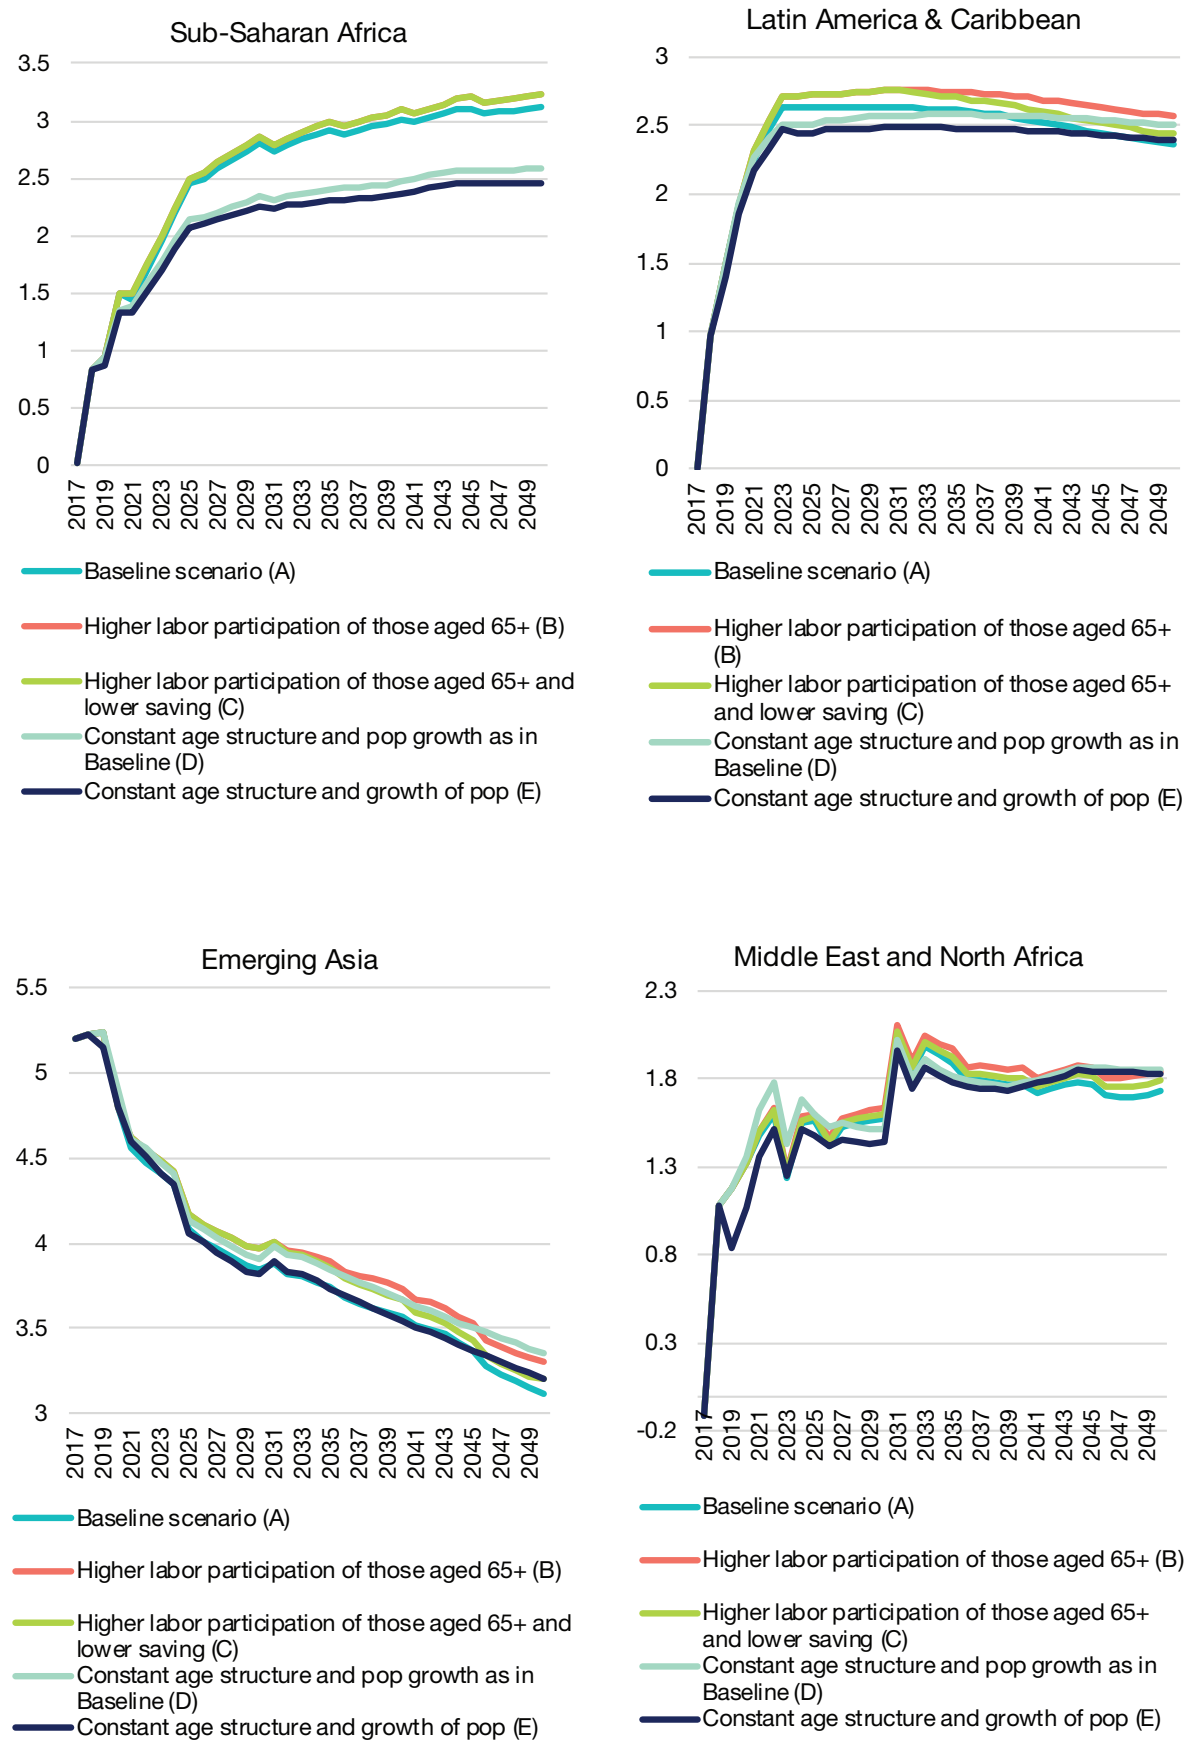 Sub-Saharan Africa
3.5
3
2.5
2
1.5
1
0.5
0
2017 2019 2021 2023 2025 2027 2029 2031 2033 2035 2037 2039 2041 2043 2045 2047 2049
Baseline scenario (A)
Higher labor participation of those aged 65+ (B)
Higher labor participation of those aged 65+ and
lower saving (C)
Constant age structure and pop growth as in
Baseline (D)
Constant age structure and growth of pop (E)
Latin America & Caribbean
3
2.5
2
1.5
1
0.5
0
2017 2019 2021 2023 2025 2027 2029 2031 2033 2035 2037 2039 2041 2043 2045 2047 2049
Baseline scenario (A)
Higher labor participation of those aged 65+
(B)
Higher labor participation of those aged 65+
and lower saving (C)
Constant age structure and pop growth as in
Baseline (D)
Constant age structure and growth of pop (E)
Emerging Asia
5.5
5
4.5
4
3.5
3
2017 2019 2021 2023 2025 2027 2029 2031 2033 2035 2037 2039 2041 2043 2045 2047 2049
Baseline scenario (A)
Higher labor participation of those aged 65+ (B)
Higher labor participation of those aged 65+ and
lower saving (C)
Constant age structure and pop growth as in
Baseline (D)
Constant age structure and growth of pop (E)
Middle East and North Africa
2.3
1.8
1.3
0.8
0.3
-0.2
2017 2019 2021 2023 2025 2027 2029 2031 2033 2035 2037 2039 2041 2043 2045 2047 2049
Baseline scenario (A)
Higher labor participation of those aged 65+ (B)
Higher labor participation of those aged 65+
and lower saving (C)
Constant age structure and pop growth as in
Baseline (D)
Constant age structure and growth of pop (E)